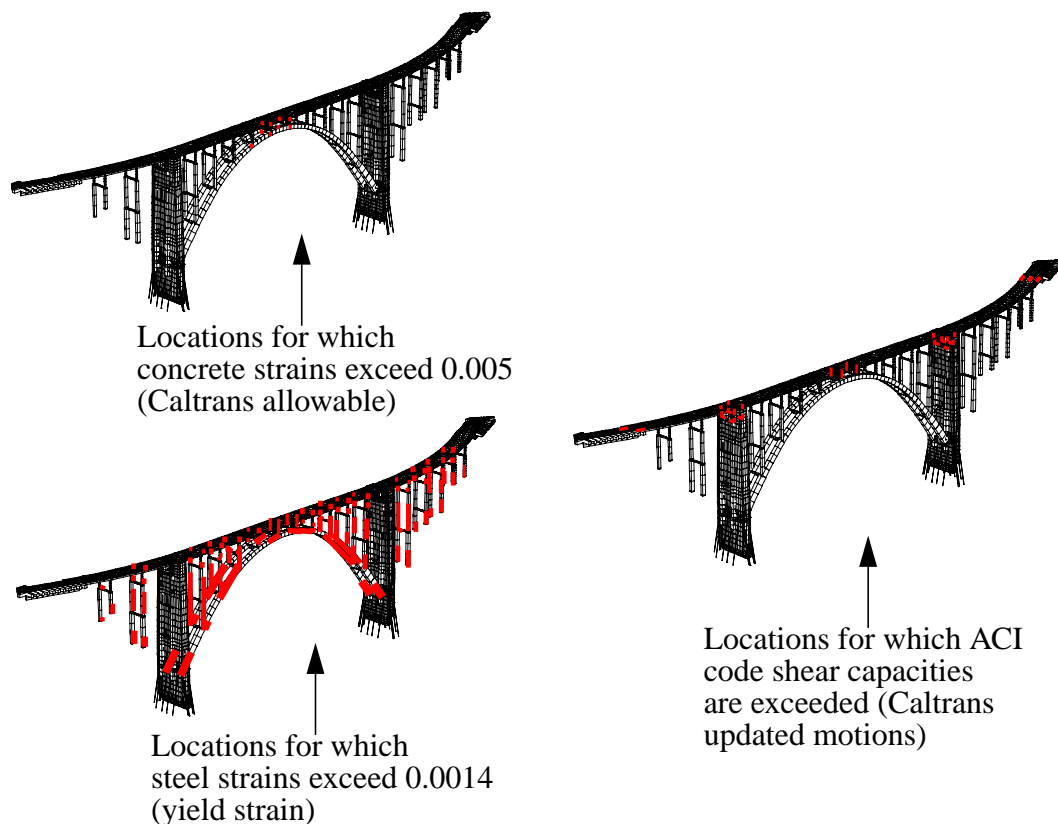 Locations for which
concrete strains exceed 0.005
(Caltrans allowable)
Locations for which
steel strains exceed 0.0014
(yield strain)
Locations for which ACI
code shear capacities
are exceeded (Caltrans
updated motions)